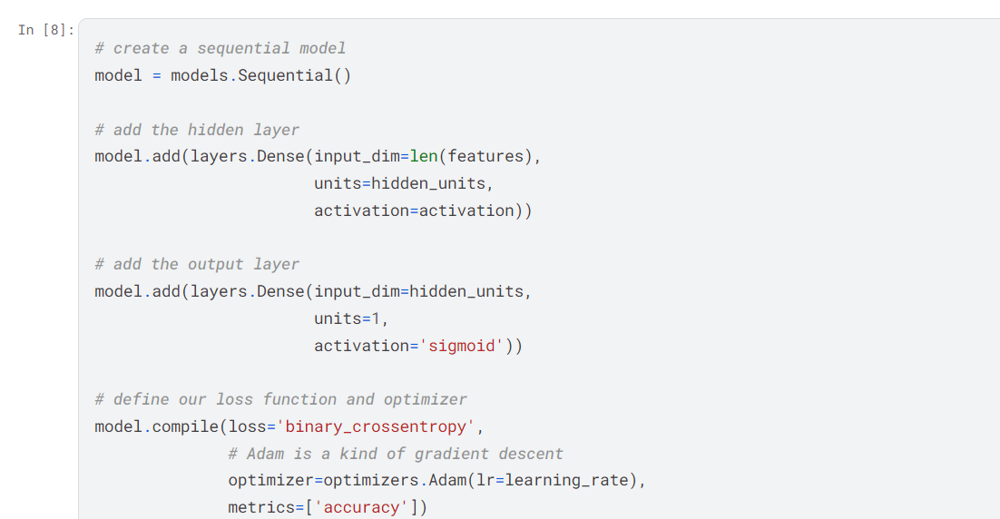 In [8]:
# create a sequential model
model = models.Sequential()
# add the hidden layer
model.add(layers.Dense(input_dim=len(features),
units=hidden_units,
activation=activation))
# add the output layer
model.add(layers.Dense(input_dim=hidden_units,
units=1,
activation='sigmoid'))
# define our loss function and optimizer
model.compile(loss='binary_crossentropy',
# Adam is a kind of gradient descent
optimizer=optimizers.Adam(lr=learning_rate),
metrics=['accuracy'])